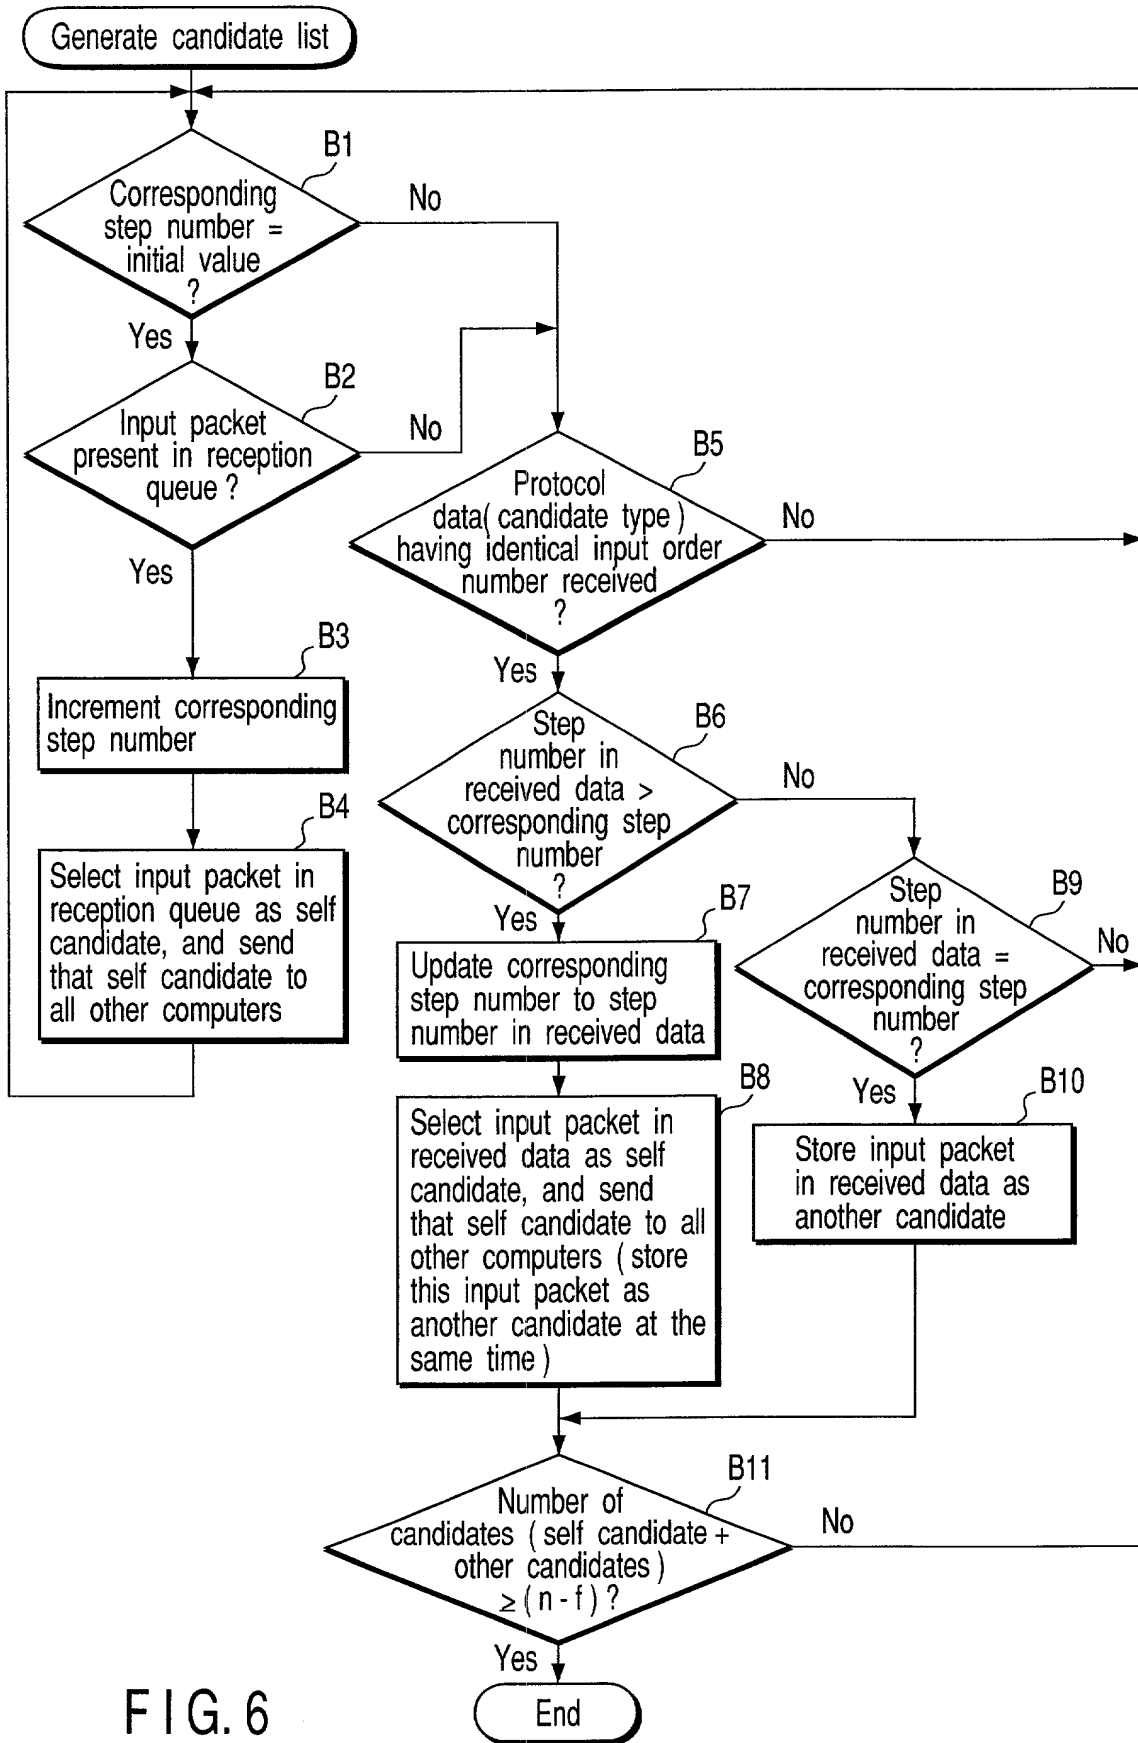 Generate candidate list
B1
Corresponding
step number =
initial value
?
No
Yes
B2
Input packet
present in reception
queue ?
No
Yes
B3
Increment corresponding
step number
B4
Select input packet in
reception queue as self
candidate, and send
that self candidate to
all other computers
B5
Protocol
data( candidate type )
having identical input order
number received
?
No
Yes
B6
Step
number in
received data >
corresponding step
number
?
No
Yes
B7
Update corresponding
step number to step
number in received data
B8
Select input packet in
received data as self
candidate, and send
that self candidate to all
other computers ( store
this input packet as
another candidate at the
same time )
B9
Step
number in
received data =
corresponding step
number
?
No
Yes
B10
Store input packet
in received data as
another candidate
B11
Number of
candidates ( self candidate +
other candidates )
≥ ( n - f ) ?
No
Yes
End
FIG. 6